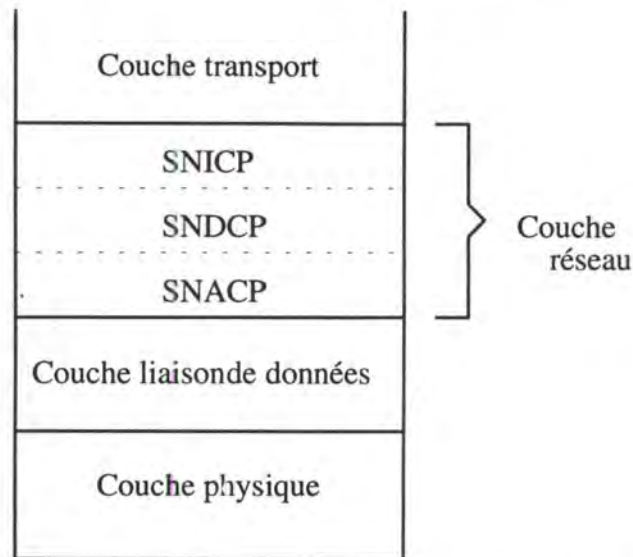 Couche transport
SNICP
SNDCP
SNACP
Couche
réseau
Couche liaisonde données
Couche physique